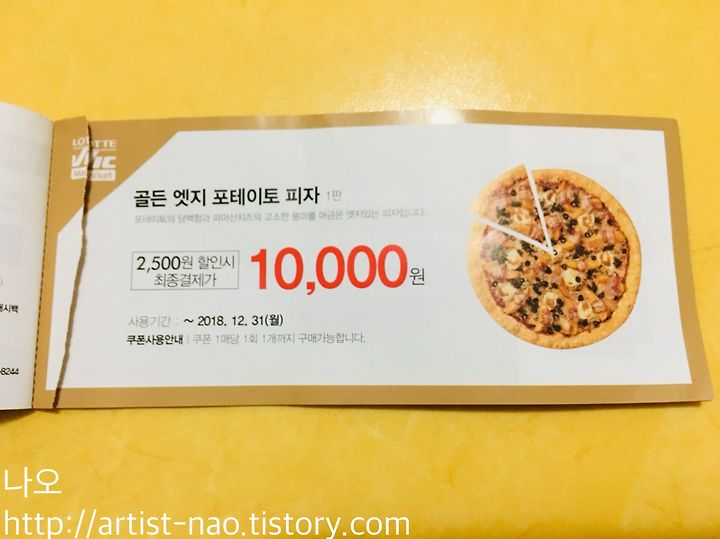 LOTTE
VIC
Market
골든 엣지 포테이토 피자 1판
포테이토의 담백함과 파마산치즈의 고소한 풍미를 머금은 엣지있는 피자입니다.
2,500원 할인시
최종결제가
10,000원
사용기간 : ~ 2018. 12. 31(월)
쿠폰사용안내 | 쿠폰 1매당 1회 1개까지 구매가능합니다.
-8244
나오
http://artist-nao.tistory.com